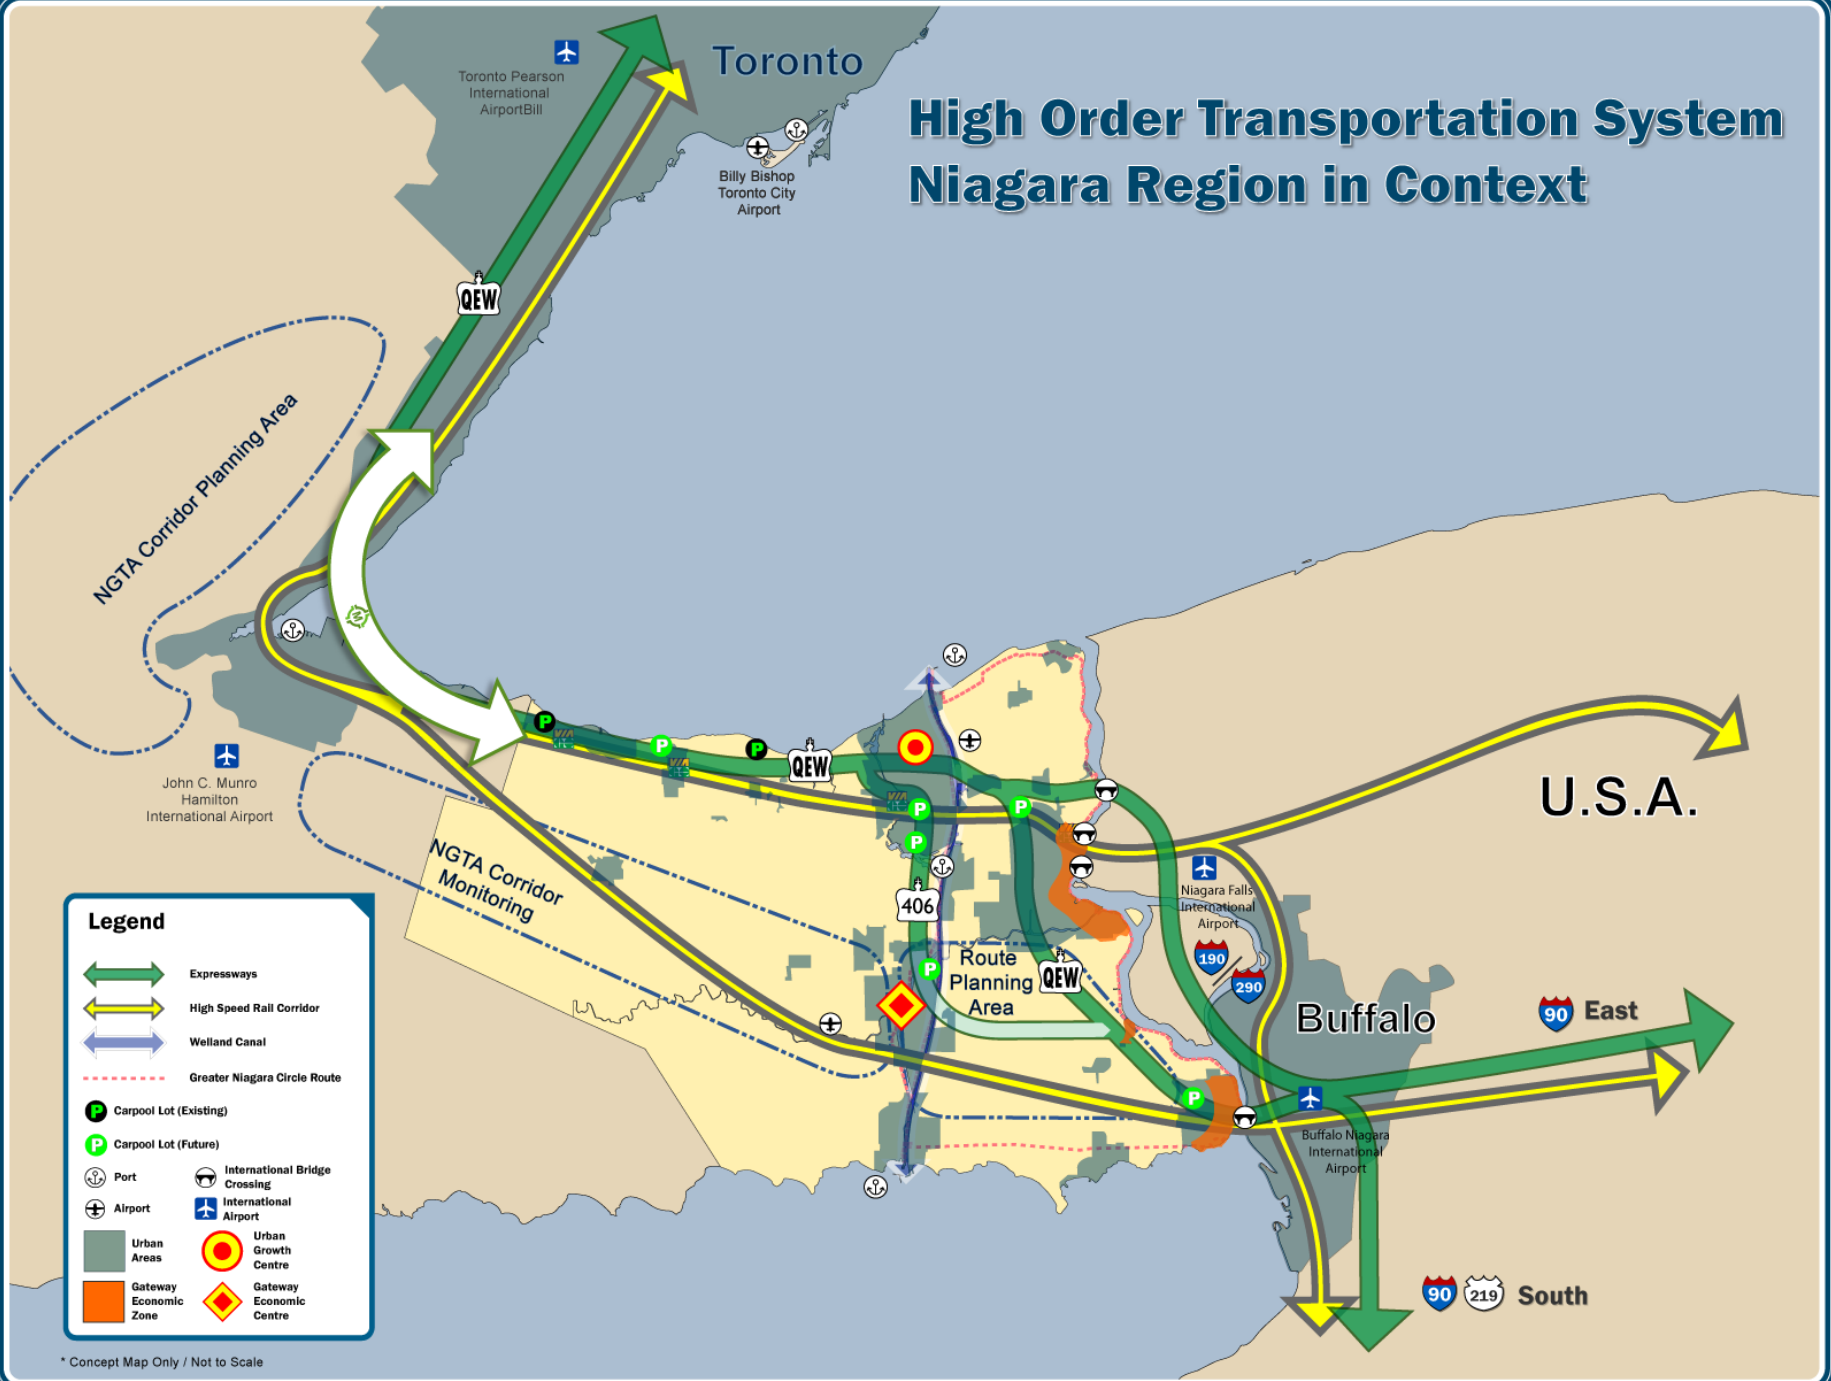 Toronto
Toronto Pearson
International
AirportBill
High Order Transportation System
Niagara Region in Context
Billy Bishop
Toronto City
Airport
QEW
NGTA Corridor Planning Area
M
P
P
P
QEW
VIA
VIA
VIA
John C. Munro
Hamilton
International Airport
U.S.A.
P
P
P
NGTA Corridor
Monitoring
406
Niagara Falls
International
Airport
190
290
P
Route
Planning
Area
QEW
Buffalo
90 East
P
Buffalo Niagara
International
Airport
90 219 South
Legend
Expressways
High Speed Rail Corridor
Welland Canal
Greater Niagara Circle Route
P Carpool Lot (Existing)
P Carpool Lot (Future)
Port
International Bridge
Crossing
Airport
International
Airport
Urban
Areas
Urban
Growth
Centre
Gateway
Economic
Zone
Gateway
Economic
Centre
* Concept Map Only / Not to Scale